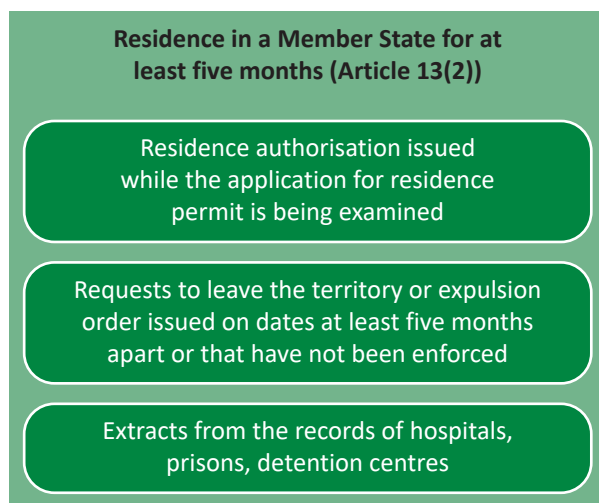 Residence in a Member State for at
least five months (Article 13(2))
Residence authorisation issued
while the application for residence
permit is being examined
Requests to leave the territory or expulsion
order issued on dates at least five months
apart or that have not been enforced
Extracts from the records of hospitals,
prisons, detention centres